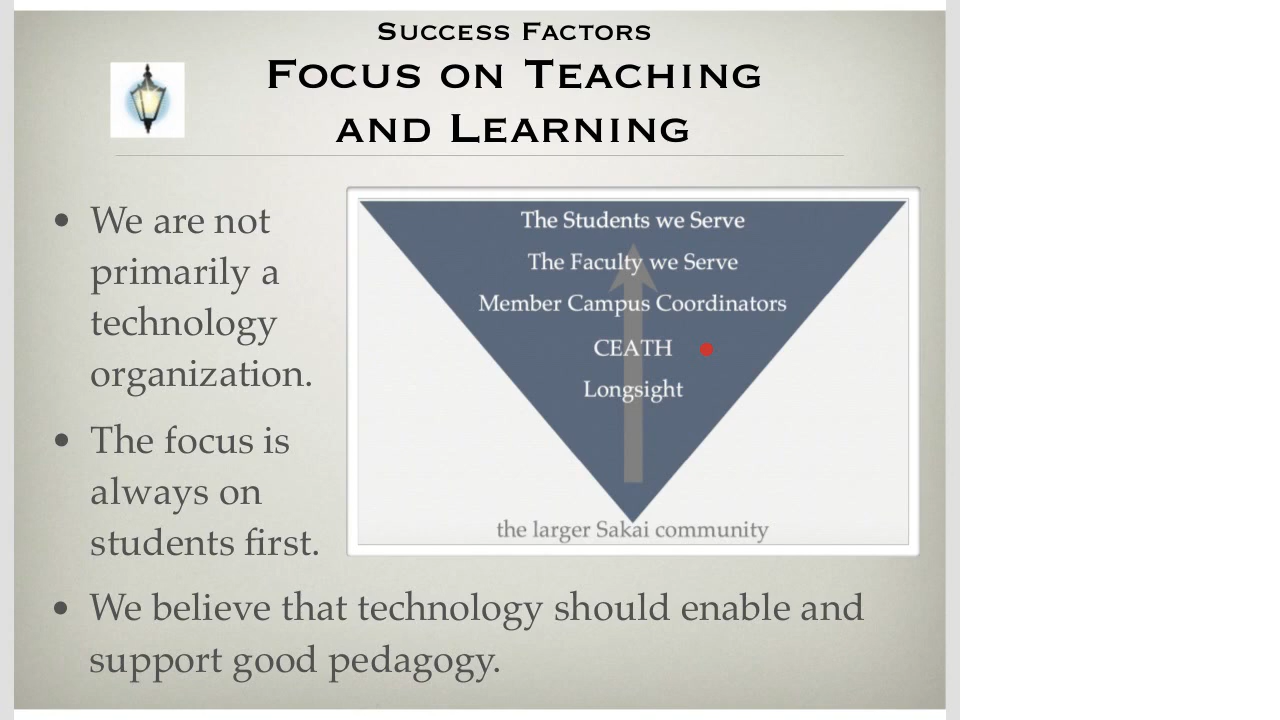 Success Factors
Focus on Teaching
and Learning
• We are not
primarily a
technology
organization.
• The focus is
always on
students first.
The Students we Serve
The Faculty we Serve
Member Campus Coordinators
CEATH
Longsight
the larger Sakai community
• We believe that technology should enable and
support good pedagogy.